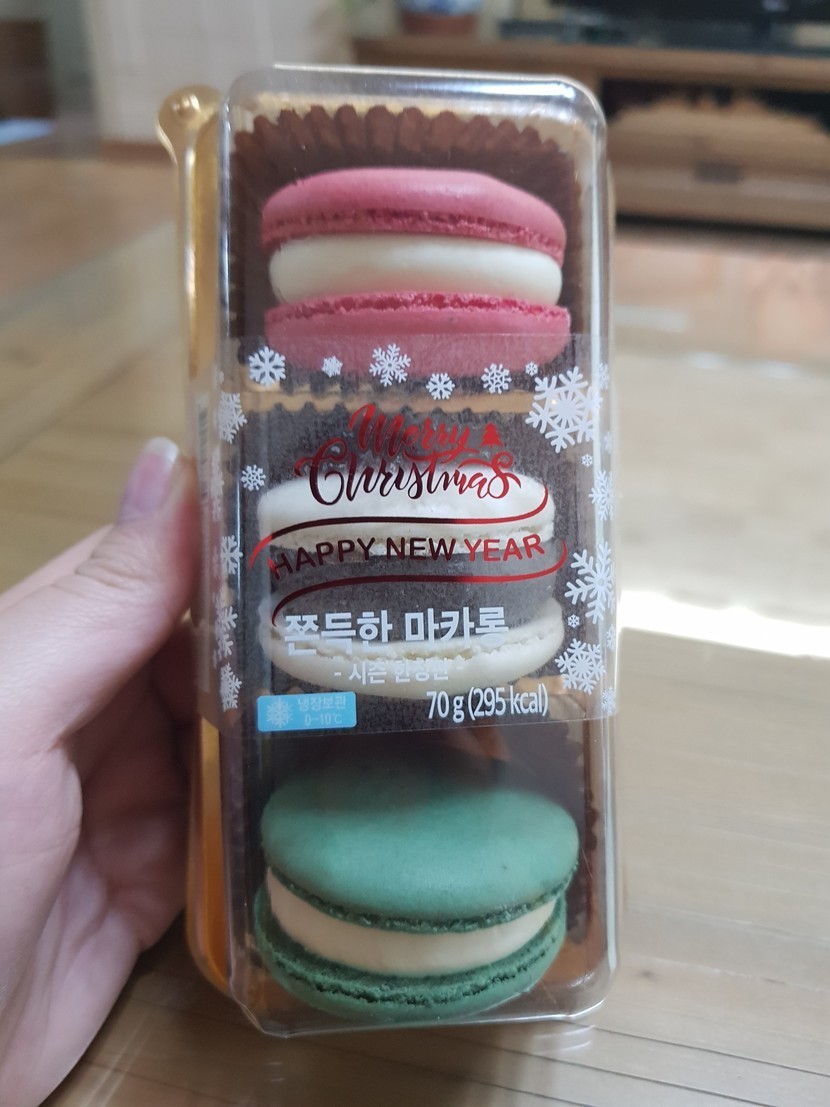 Merry
Christmas
HAPPY NEW YEAR
쫀득한 마카롱
- 시즌 한정판 -
냉장보관
0~10℃
70 g (295 kcal)